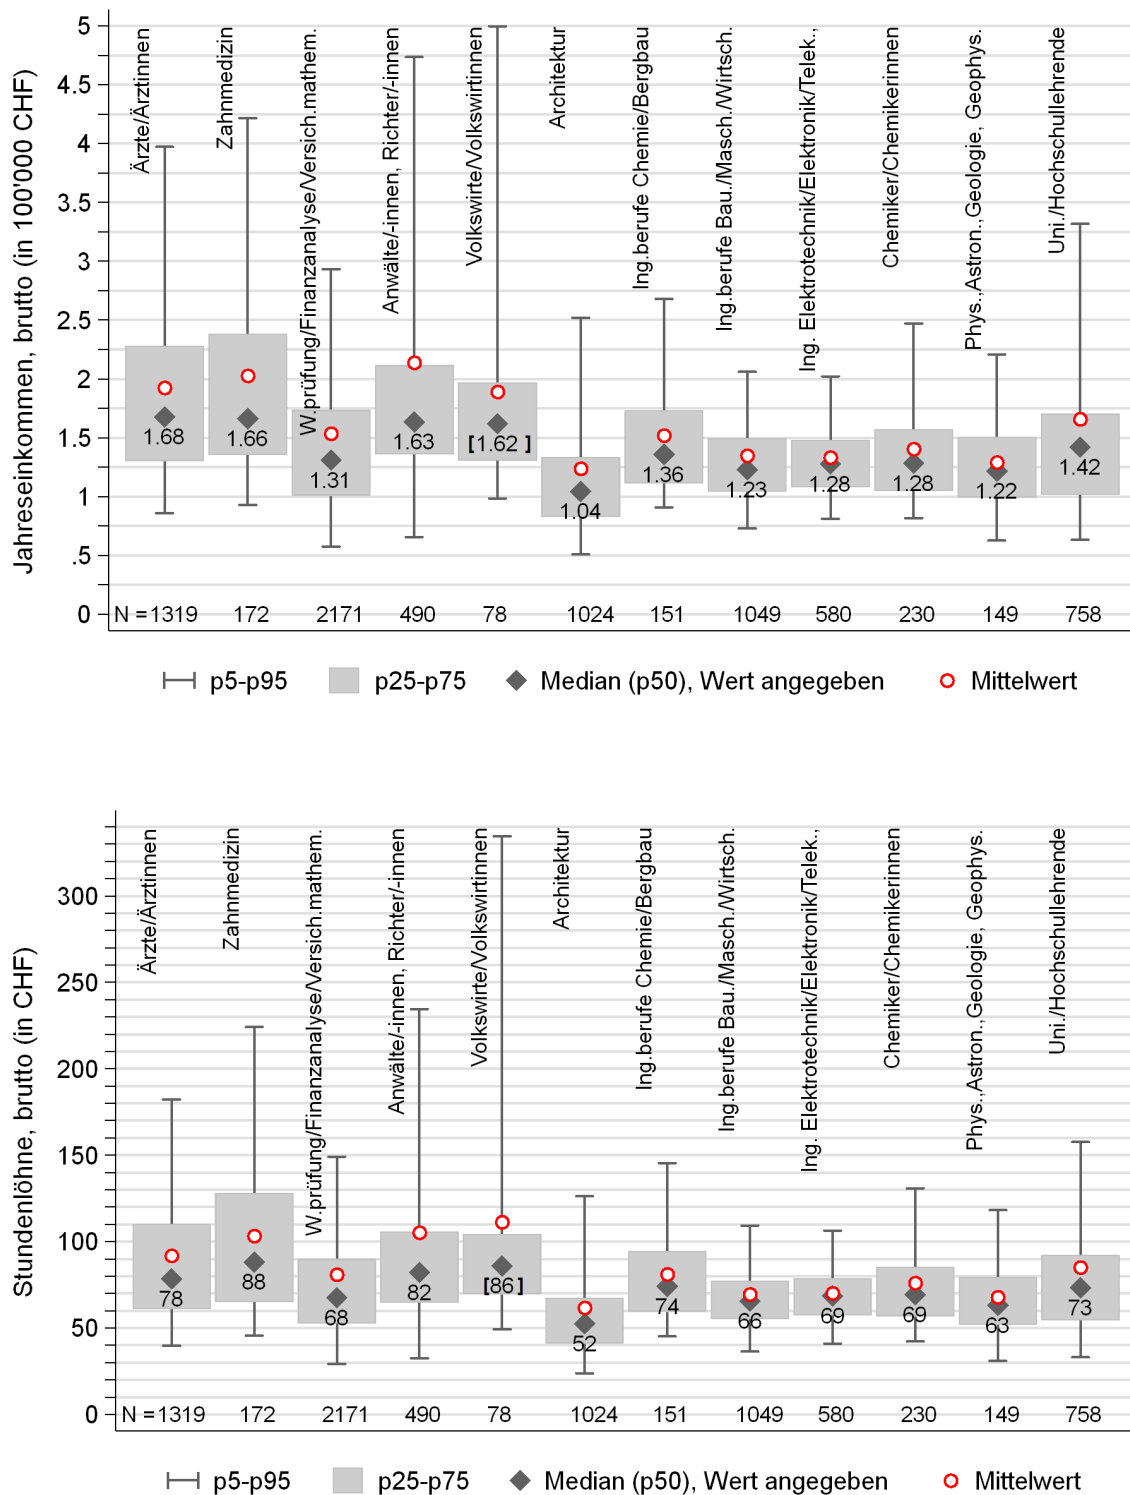 Jahreseinkommen, brutto (in 100'000 CHF)
5
4.5
4
3.5
3
2.5
2
1.5
1
.5
0
Ärzte/Ärztinnen
Zahnmedizin
W.prüfung/Finanzanalyse/Versich.mathem.
Anwälte/-innen, Richter/-innen
Volkswirte/Volkswirtinnen
Architektur
Ing.berufe Chemie/Bergbau
Ing.berufe Bau./Masch./Wirtsch.
Ing. Elektrotechnik/Elektronik/Telek.,
Chemiker/Chemikerinnen
Phys.,Astron.,Geologie, Geophys.
Uni./Hochschullehrende
1.68 1.66 1.31 1.63 [1.62 ] 1.04 1.36 1.23 1.28 1.28 1.22 1.42
N = 1319 172 2171 490 78 1024 151 1049 580 230 149 758
p5-p95 p25-p75 Median (p50), Wert angegeben Mittelwert
Stundenlöhne, brutto (in CHF)
300
250
200
150
100
50
0
Ärzte/Ärztinnen
Zahnmedizin
W.prüfung/Finanzanalyse/Versich.mathem.
Anwälte/-innen, Richter/-innen
Volkswirte/Volkswirtinnen
Architektur
Ing.berufe Chemie/Bergbau
Ing.berufe Bau./Masch./Wirtsch.
Ing. Elektrotechnik/Elektronik/Telek.,
Chemiker/Chemikerinnen
Phys.,Astron.,Geologie, Geophys.
Uni./Hochschullehrende
78 88 68 82 [86 ] 52 74 66 69 69 63 73
N = 1319 172 2171 490 78 1024 151 1049 580 230 149 758
p5-p95 p25-p75 Median (p50), Wert angegeben Mittelwert